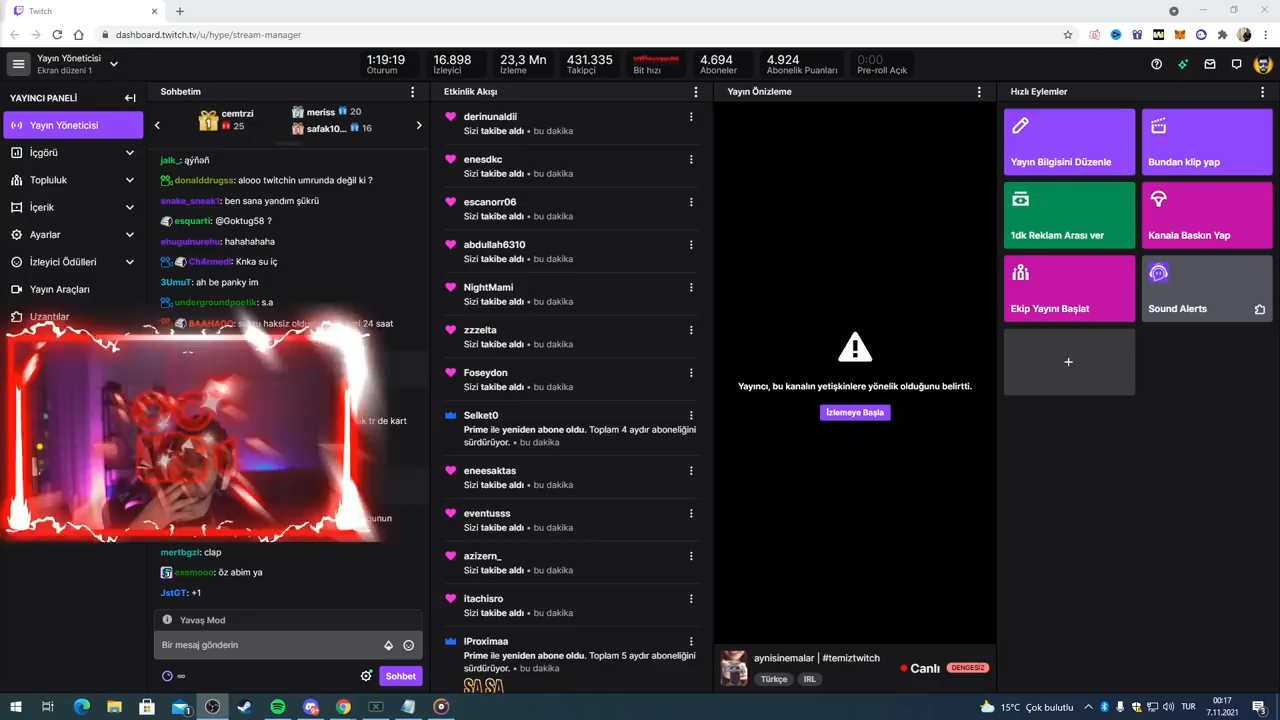 Twitch
dashboard.twitch.tv/u/hype/stream-manager
Yayın Yöneticisi
Ekran düzeni 1
1:19:19
Oturum
16.898
İzleyici
23,3 Mn
İzleme
431.335
Takipçi
Bit hızı
4.694
Aboneler
4.924
Abonelik Puanları
0:00
Pre-roll Açık
YAYINCI PANELİ
Yayın Yöneticisi
İçgörü
Topluluk
İçerik
Ayarlar
İzleyici Ödülleri
Yayın Araçları
Uzantılar
Sohbetim
1
cemtrzi
25
meriss 20
safak10... 16
jalk_: ąýňəň
donalddrugss: alooo twitchin umrunda değil ki ?
snake_sneak1: ben sana yandım şükrü
esquarti: @Goktug58 ?
ehugulnurehu: hahahahaha
Ch4rmedl: Knka su iç
3UmuT: ah be panky im
undergroundpoetik: s.a
24 saat
tr de kart
mertbgzl: clap
exemooo: öz abim ya
JstGT: +1
Yavaş Mod
Bir mesaj gönderin
∞
Sohbet
Etkinlik Akışı
derinunaldii
Sizi takibe aldı • bu dakika
enesdkc
Sizi takibe aldı • bu dakika
escanorr06
Sizi takibe aldı • bu dakika
abdullah6310
Sizi takibe aldı • bu dakika
NightMami
Sizi takibe aldı • bu dakika
zzzelta
Sizi takibe aldı • bu dakika
Foseydon
Sizi takibe aldı • bu dakika
Selket0
Prime ile yeniden abone oldu. Toplam 4 aydır aboneliğini
sürdürüyor. • bu dakika
eneesaktas
Sizi takibe aldı • bu dakika
eventusss
Sizi takibe aldı • bu dakika
azizern_
Sizi takibe aldı • bu dakika
itachisro
Sizi takibe aldı • bu dakika
IProximaa
Prime ile yeniden abone oldu. Toplam 5 aydır aboneliğini
sürdürüyor. • bu dakika
SA SA
Yayın Önizleme
Yayıncı, bu kanalın yetişkinlere yönelik olduğunu belirtti.
İzlemeye Başla
aynisinemalar | #temiztwitch
Türkçe
IRL
Canlı
DENGESİZ
Hızlı Eylemler
Yayın Bilgisini Düzenle
Bundan klip yap
1dk Reklam Arası ver
Kanala Baskın Yap
Ekip Yayını Başlat
Sound Alerts
+
15°C Çok bulutlu
TUR
00:17
7.11.2021